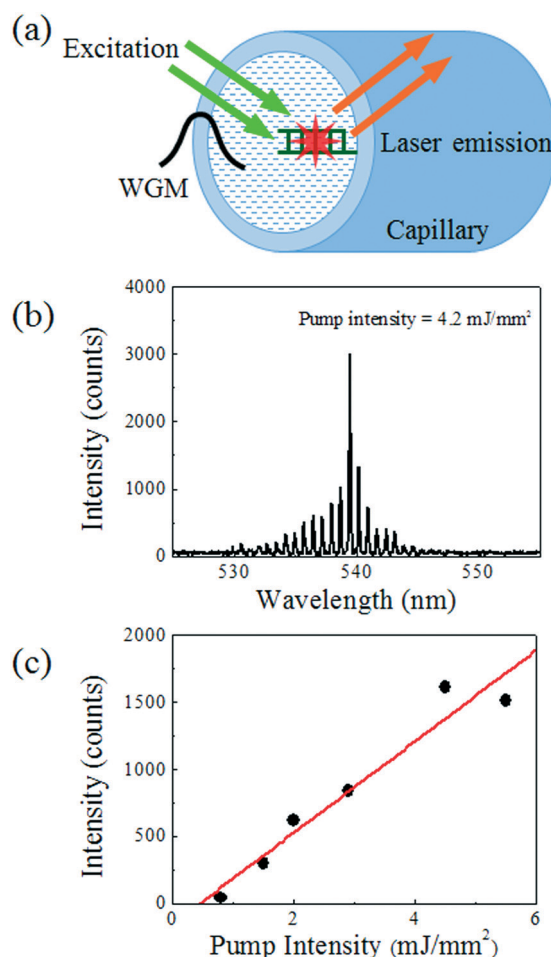 (a)
Excitation
Laser emission
WGM
Capillary
(b)
4000
Pump intensity = 4.2 mJ/mm²
3000
2000
1000
0
530 540 550
Intensity (counts)
Wavelength (nm)
(c)
2000
1500
1000
500
0
0 2 4 6
Intensity (counts)
Pump Intensity (mJ/mm²)